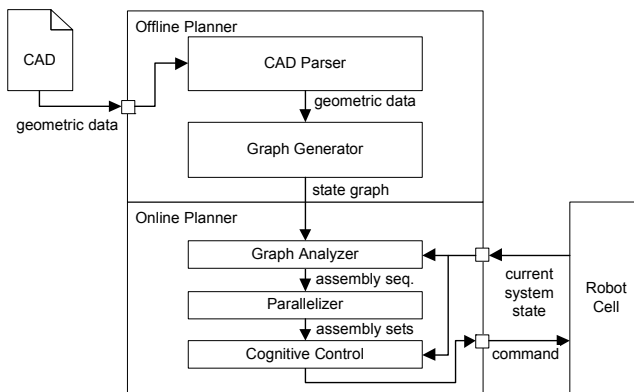 Offline Planner
CAD
CAD Parser
geometric data
geometric data
Graph Generator
state graph
Online Planner
Graph Analyzer
assembly seq.
current
system
state
Robot
Cell
Parallelizer
assembly sets
Cognitive Control
command